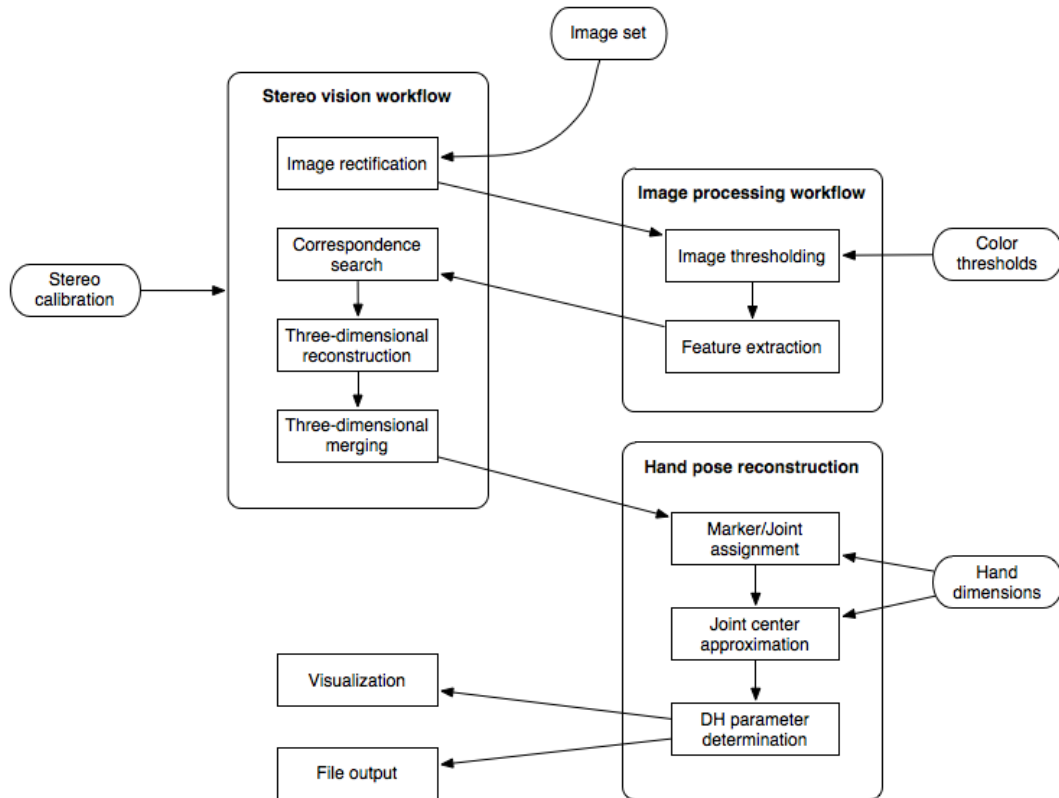 Image set
Stereo vision workflow
Image rectification
Correspondence
search
Three-dimensional
reconstruction
Three-dimensional
merging
Stereo
calibration
Image processing workflow
Image thresholding
Feature extraction
Color
thresholds
Hand pose reconstruction
Marker/Joint
assignment
Joint center
approximation
DH parameter
determination
Hand
dimensions
Visualization
File output